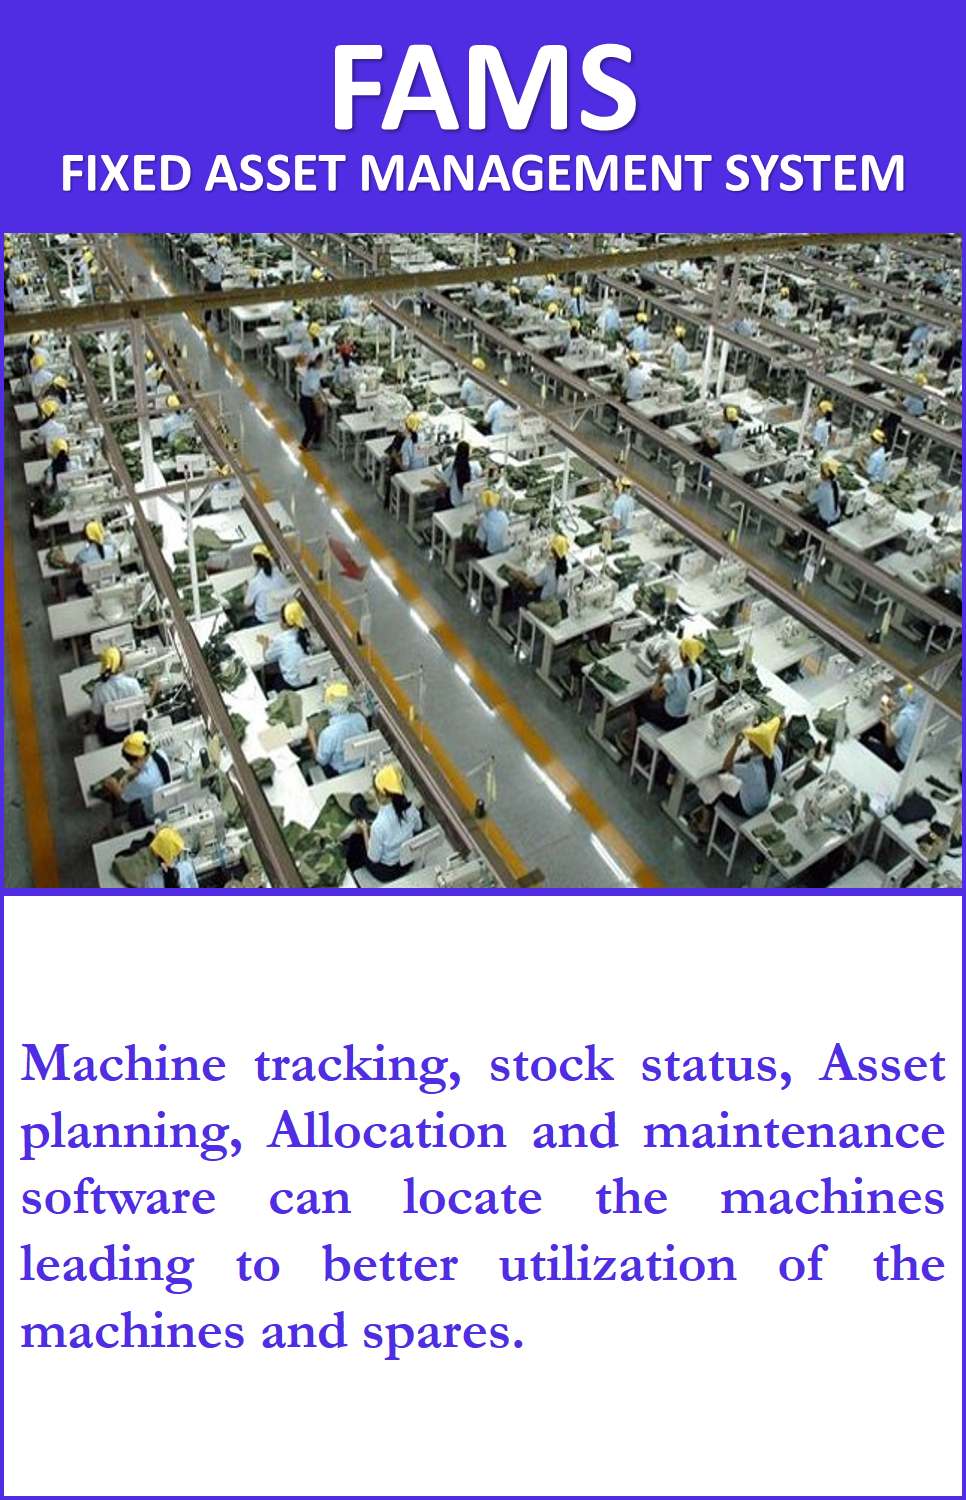 FAMS
FIXED ASSET MANAGEMENT SYSTEM
Machine tracking, stock status, Asset
planning, Allocation and maintenance
software can locate the machines
leading to better utilization of the
machines and spares.